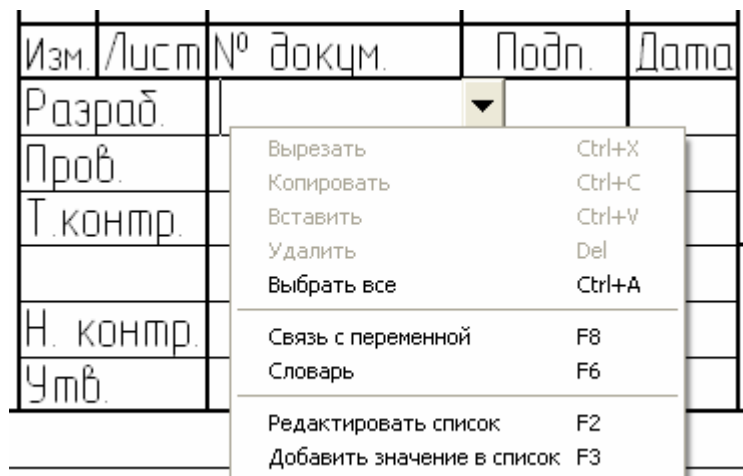 Изм. Лист № докум. Подп. Дата
Разраб.
Пров.
Т.контр.
Н. контр.
Утв.
Вырезать Ctrl+X
Копировать Ctrl+C
Вставить Ctrl+V
Удалить Del
Выбрать все Ctrl+A
Связь с переменной F8
Словарь F6
Редактировать список F2
Добавить значение в список F3